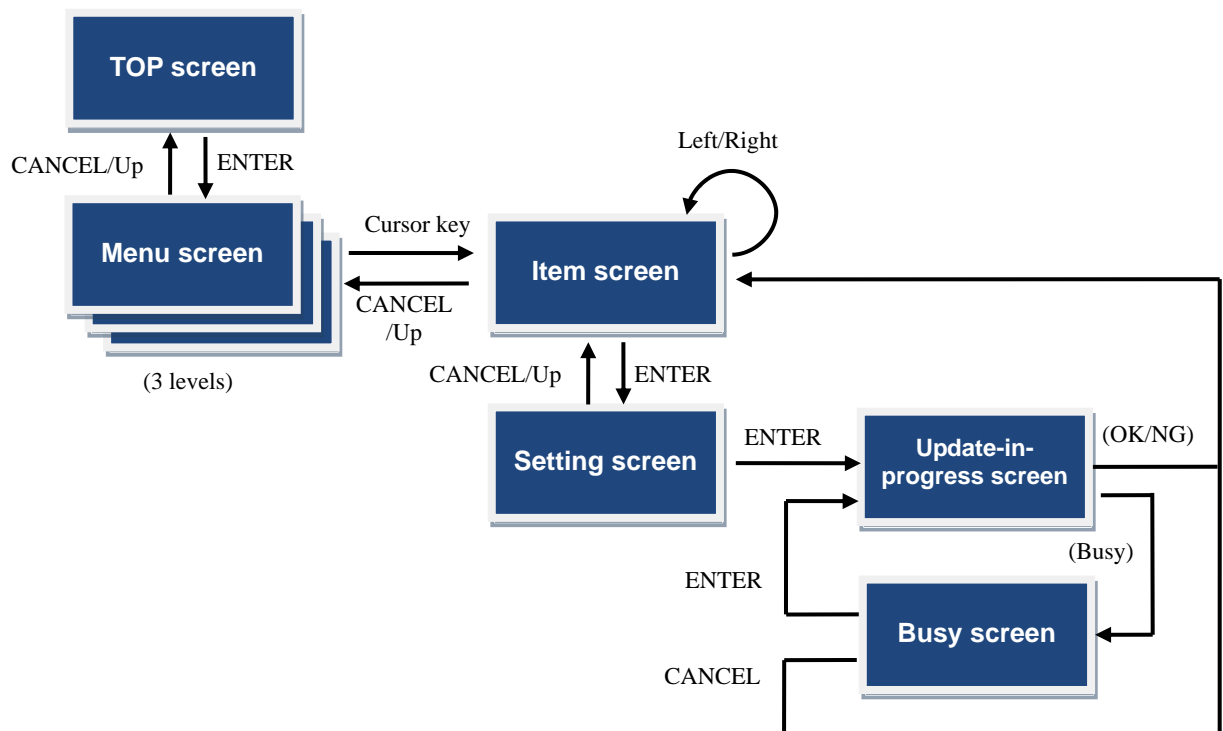 TOP screen
CANCEL/Up
ENTER
Left/Right
Menu screen
Cursor key
Item screen
CANCEL
/Up
(3 levels)
CANCEL/Up
ENTER
Setting screen
ENTER
Update-in-
progress screen
(OK/NG)
(Busy)
ENTER
Busy screen
CANCEL